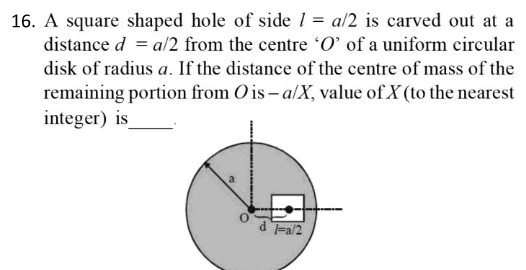 16. A square shaped hole of side l = a/2 is carved out at a
distance d = a/2 from the centre ‘O’ of a uniform circular
disk of radius a. If the distance of the centre of mass of the
remaining portion from O is – a/X, value of X (to the nearest
integer) is_____.
a
O
d l=a/2